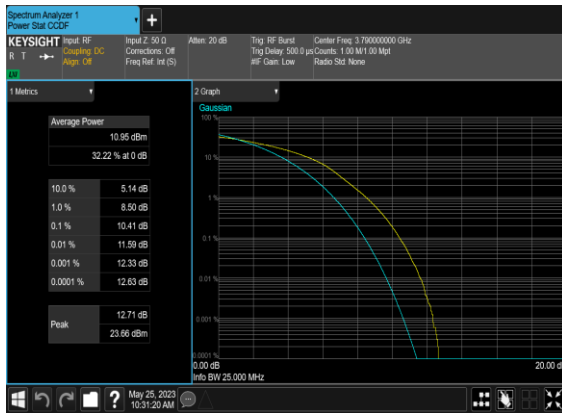 Spectrum Analyzer 1
Power Stat CCDF
KEYSIGHT
R T
LV
Input: RF
Coupling: DC
Align: Off
Input Z: 50 Ω
Corrections: Off
Freq Ref: Int (S)
Atten: 20 dB
Trig: RF Burst
Trig Delay: 500.0 µs
#IF Gain: Low
Center Freq: 3.790000000 GHz
Counts: 1.00 M/1.00 Mpt
Radio Std: None
1 Metrics
Average Power
10.95 dBm
32.22 % at 0 dB
10.0 % 5.14 dB
1.0 % 8.50 dB
0.1 % 10.41 dB
0.01 % 11.59 dB
0.001 % 12.33 dB
0.0001 % 12.63 dB
Peak
12.71 dB
23.66 dBm
2 Graph
Gaussian
100 %
10 %
1 %
0.1 %
0.01 %
0.001 %
0.0001 %
0.00 dB
20.00 d
Info BW 25.000 MHz
?
May 25, 2023
10:31:20 AM